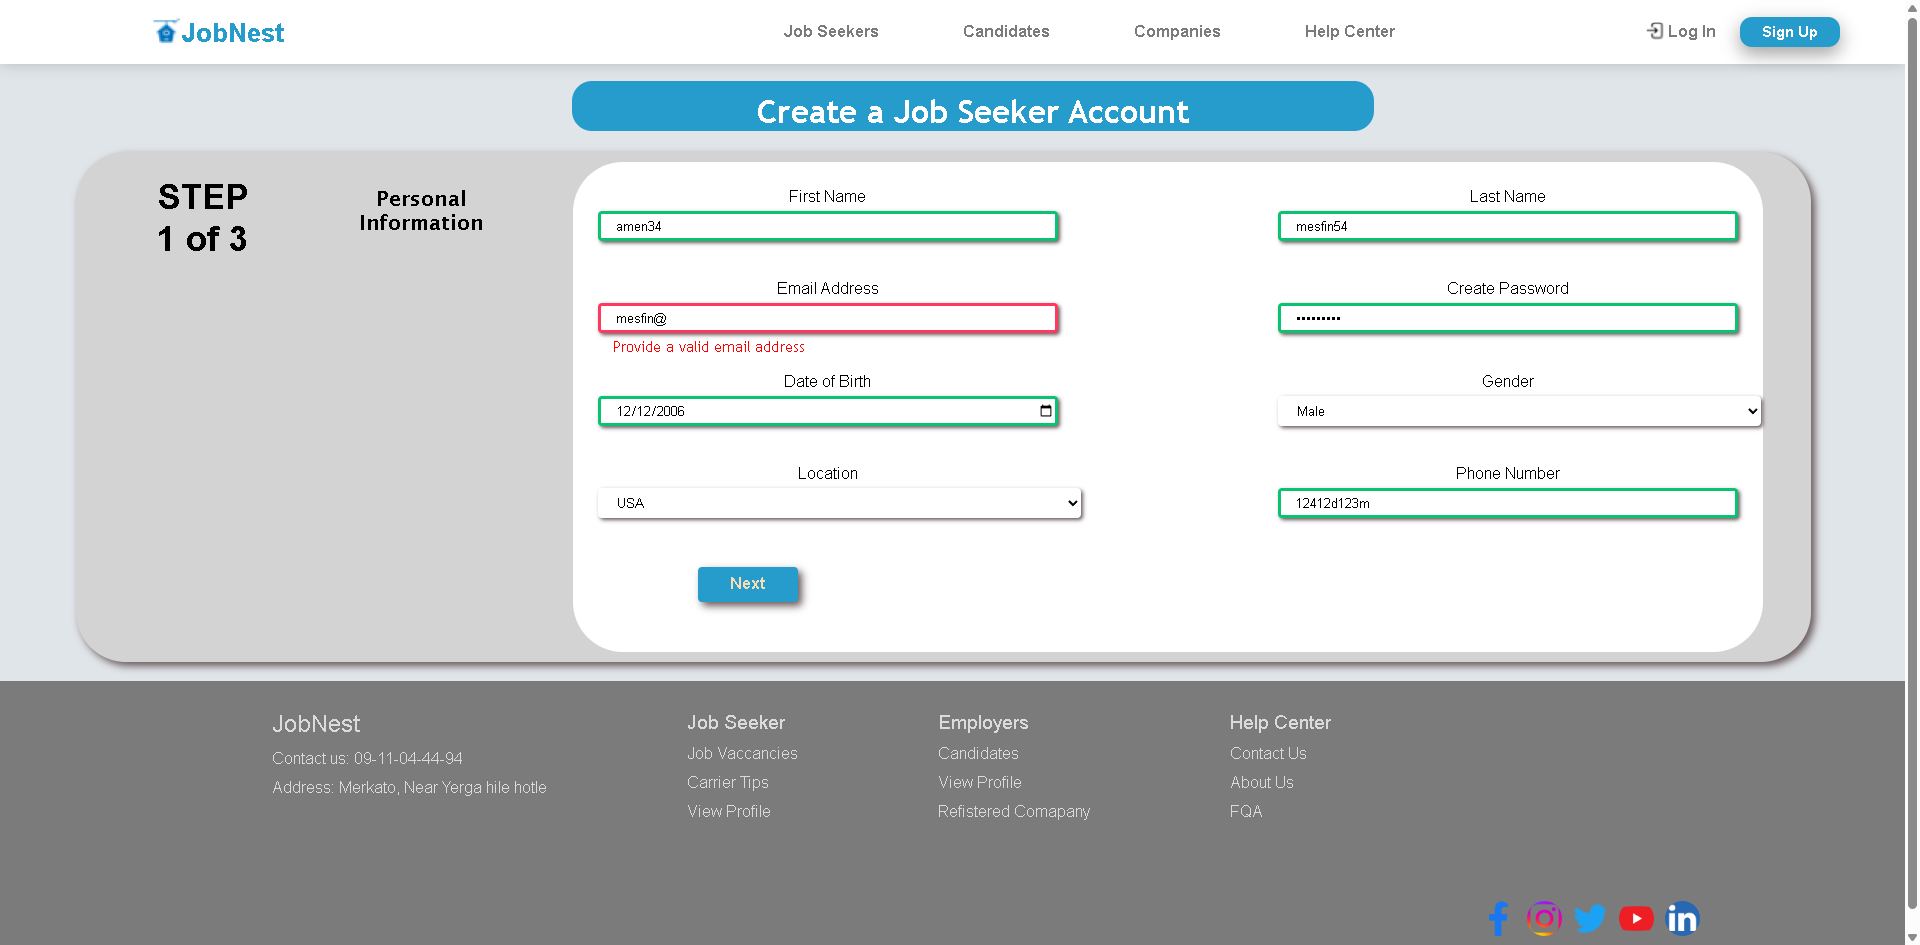 JobNest
Job Seekers
Candidates
Companies
Help Center
Log In
Sign Up
Create a Job Seeker Account
STEP
1 of 3
Personal
Information
First Name
Last Name
amen34
mesfin54
Email Address
Create Password
mesfin@
•••••••••
Provide a valid email address
Date of Birth
Gender
12/12/2006
Male
Location
Phone Number
USA
12412d123m
Next
JobNest
Contact us: 09-11-04-44-94
Address: Merkato, Near Yerga hile hotle
Job Seeker
Job Vaccancies
Carrier Tips
View Profile
Employers
Candidates
View Profile
Refistered Comapany
Help Center
Contact Us
About Us
FQA